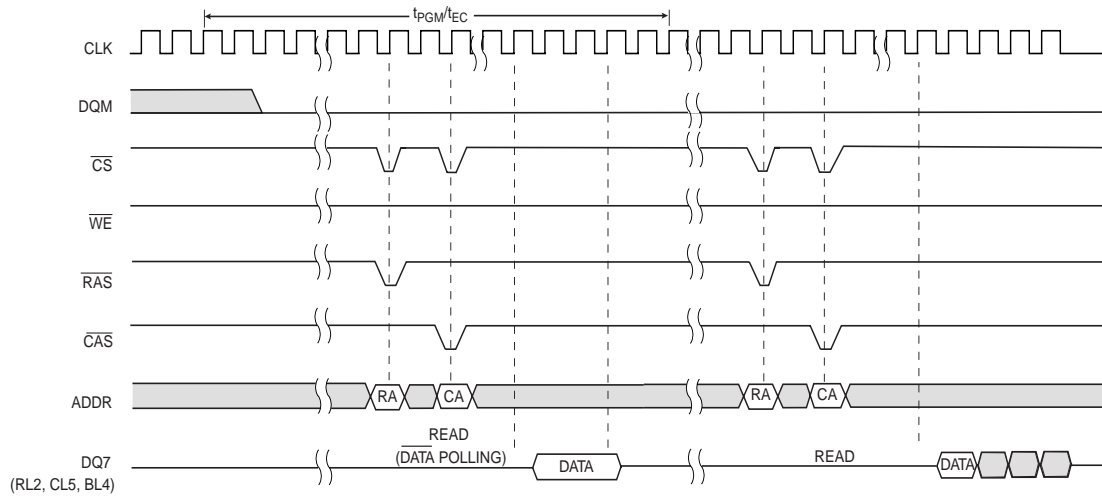 tPGM/tEC
CLK
DQM
CS
WE
RAS
CAS
ADDR
RA
CA
RA
CA
DQ7
(RL2, CL5, BL4)
READ
(DATA POLLING)
DATA
READ
DATA